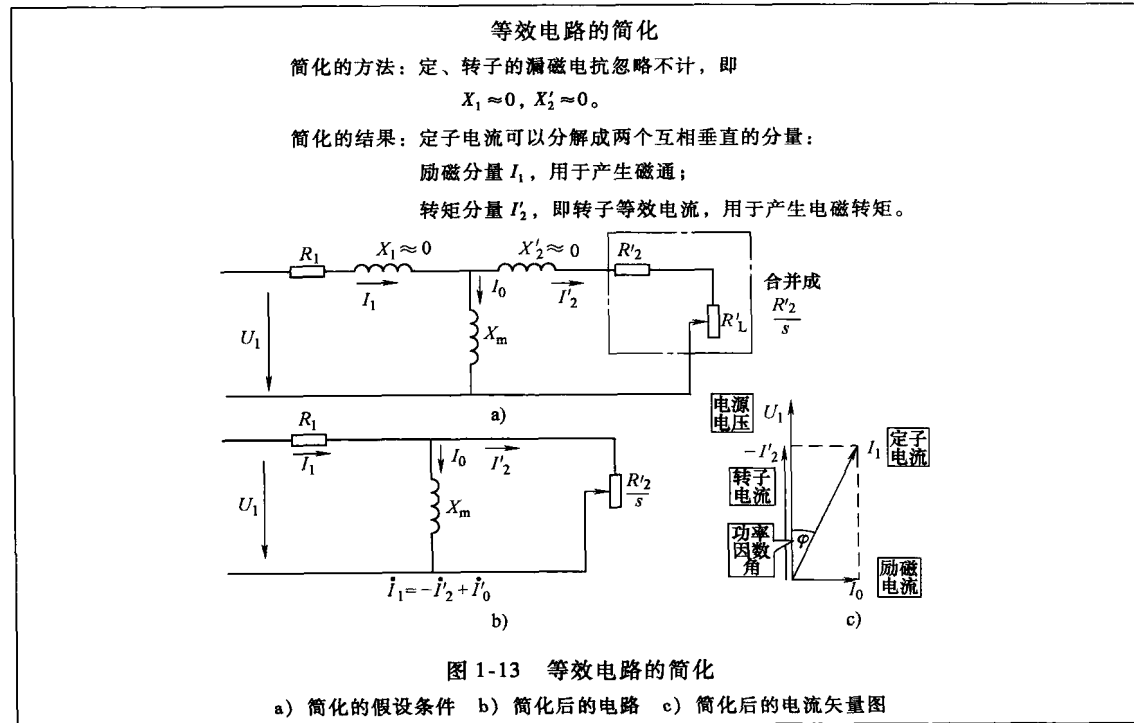 等效电路的简化
简化的方法：定、转子的漏磁电抗忽略不计，即
X₁≈0，X′₂≈0。
简化的结果：定子电流可以分解成两个互相垂直的分量：
励磁分量 I₁，用于产生磁通；
转矩分量 I′₂，即转子等效电流，用于产生电磁转矩。
R₁
X₁≈0
X′₂≈0
R′₂
I₁
I₀
I′₂
U₁
Xₘ
R′L
合并成
R′₂
s
a)
R₁
I₁
I₀
I′₂
U₁
Xₘ
R′₂
s
İ₁=−İ′₂+İ′₀
b)
电源
电压
U₁
−I′₂
转子
电流
I₁
定子
电流
功率
因数
角
φ
I₀
励磁
电流
c)
图 1-13 等效电路的简化
a) 简化的假设条件 b) 简化后的电路 c) 简化后的电流矢量图